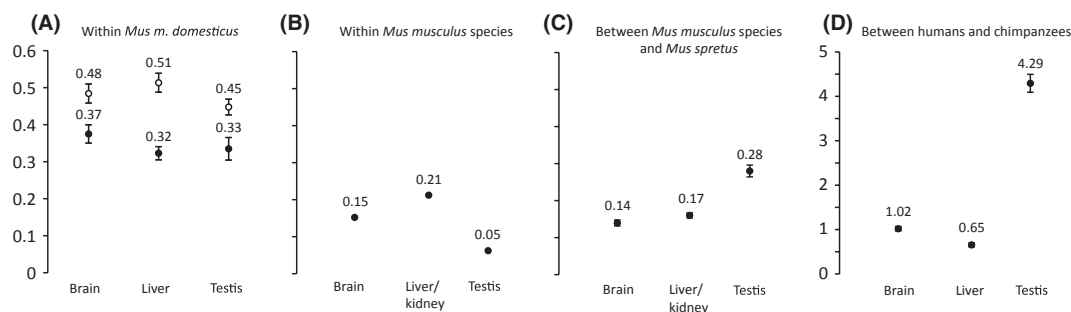 (A) Within Mus m. domesticus
0.6
0.5
0.4
0.3
0.2
0.1
0
0.48
0.37
0.51
0.32
0.45
0.33
Brain Liver Testis
(B) Within Mus musculus species
0.15
0.21
0.05
Brain Liver/ Testis
kidney
(C) Between Mus musculus species
and Mus spretus
0.14
0.17
0.28
Brain Liver/ Testis
kidney
(D) Between humans and chimpanzees
5
4
3
2
1
0
1.02
0.65
4.29
Brain Liver Testis